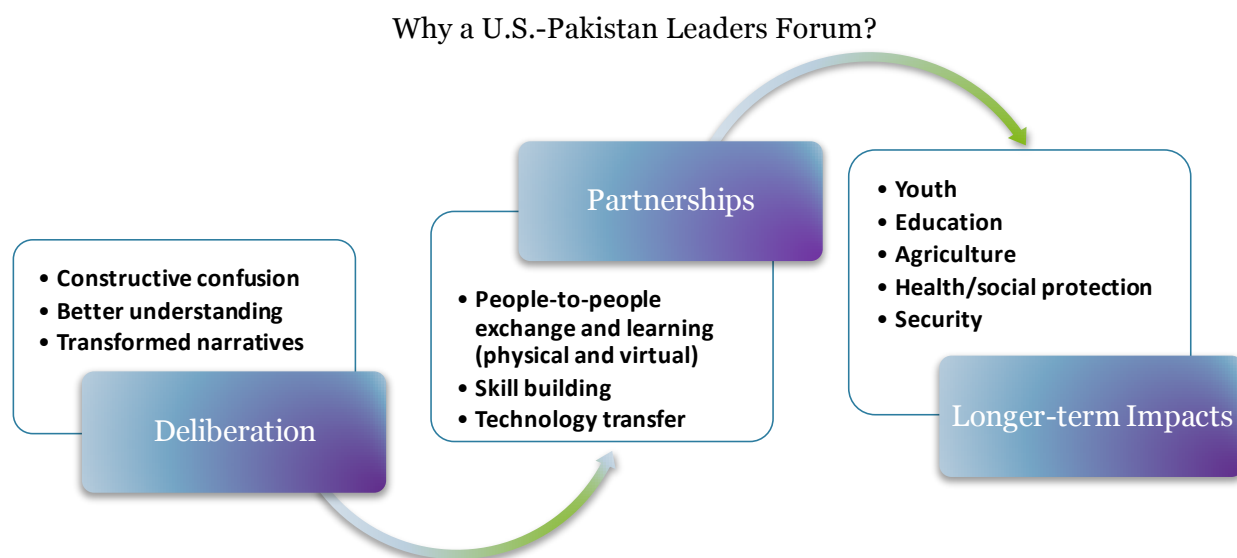 Why a U.S.-Pakistan Leaders Forum?
• Constructive confusion
• Better understanding
• Transformed narratives
Deliberation
Partnerships
• People-to-people
exchange and learning
(physical and virtual)
• Skill building
• Technology transfer
• Youth
• Education
• Agriculture
• Health/social protection
• Security
Longer-term Impacts